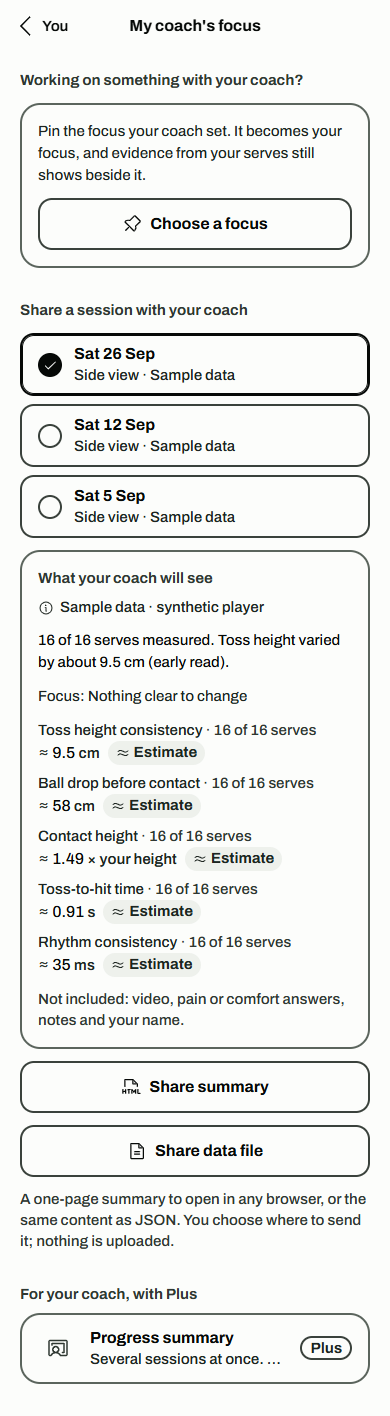 You
My coach's focus
Working on something with your coach?
Pin the focus your coach set. It becomes your
focus, and evidence from your serves still
shows beside it.
Choose a focus
Share a session with your coach
Sat 26 Sep
Side view · Sample data
Sat 12 Sep
Side view · Sample data
Sat 5 Sep
Side view · Sample data
What your coach will see
Sample data · synthetic player
16 of 16 serves measured. Toss height varied
by about 9.5 cm (early read).
Focus: Nothing clear to change
Toss height consistency · 16 of 16 serves
≈ 9.5 cm ≈ Estimate
Ball drop before contact · 16 of 16 serves
≈ 58 cm ≈ Estimate
Contact height · 16 of 16 serves
≈ 1.49 × your height ≈ Estimate
Toss-to-hit time · 16 of 16 serves
≈ 0.91 s ≈ Estimate
Rhythm consistency · 16 of 16 serves
≈ 35 ms ≈ Estimate
Not included: video, pain or comfort answers,
notes and your name.
HTML Share summary
Share data file
A one-page summary to open in any browser, or the
same content as JSON. You choose where to send
it; nothing is uploaded.
For your coach, with Plus
Progress summary
Several sessions at once. ...
Plus